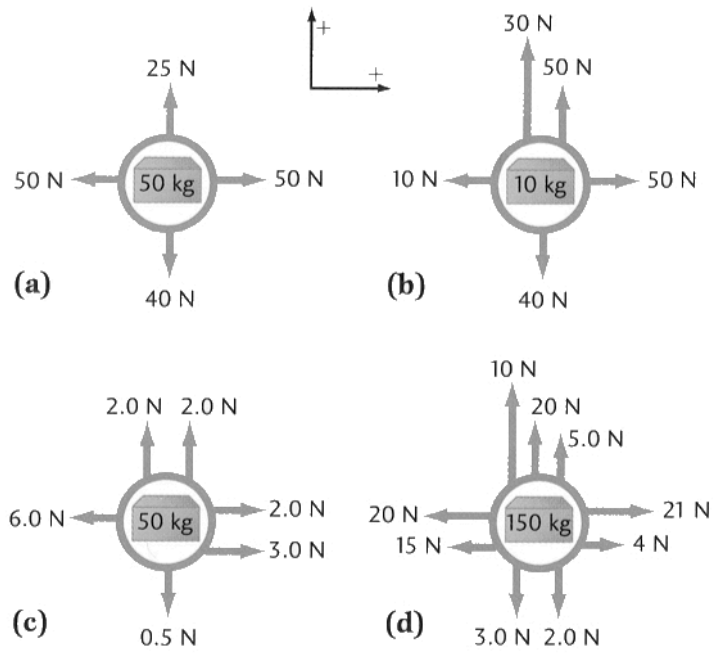 +
+
25 N
50 N
50 kg
50 N
40 N
(a)
30 N
50 N
10 N
10 kg
50 N
40 N
(b)
2.0 N 2.0 N
6.0 N
50 kg
2.0 N
3.0 N
0.5 N
(c)
10 N
20 N
5.0 N
20 N
150 kg
21 N
15 N
4 N
3.0 N 2.0 N
(d)